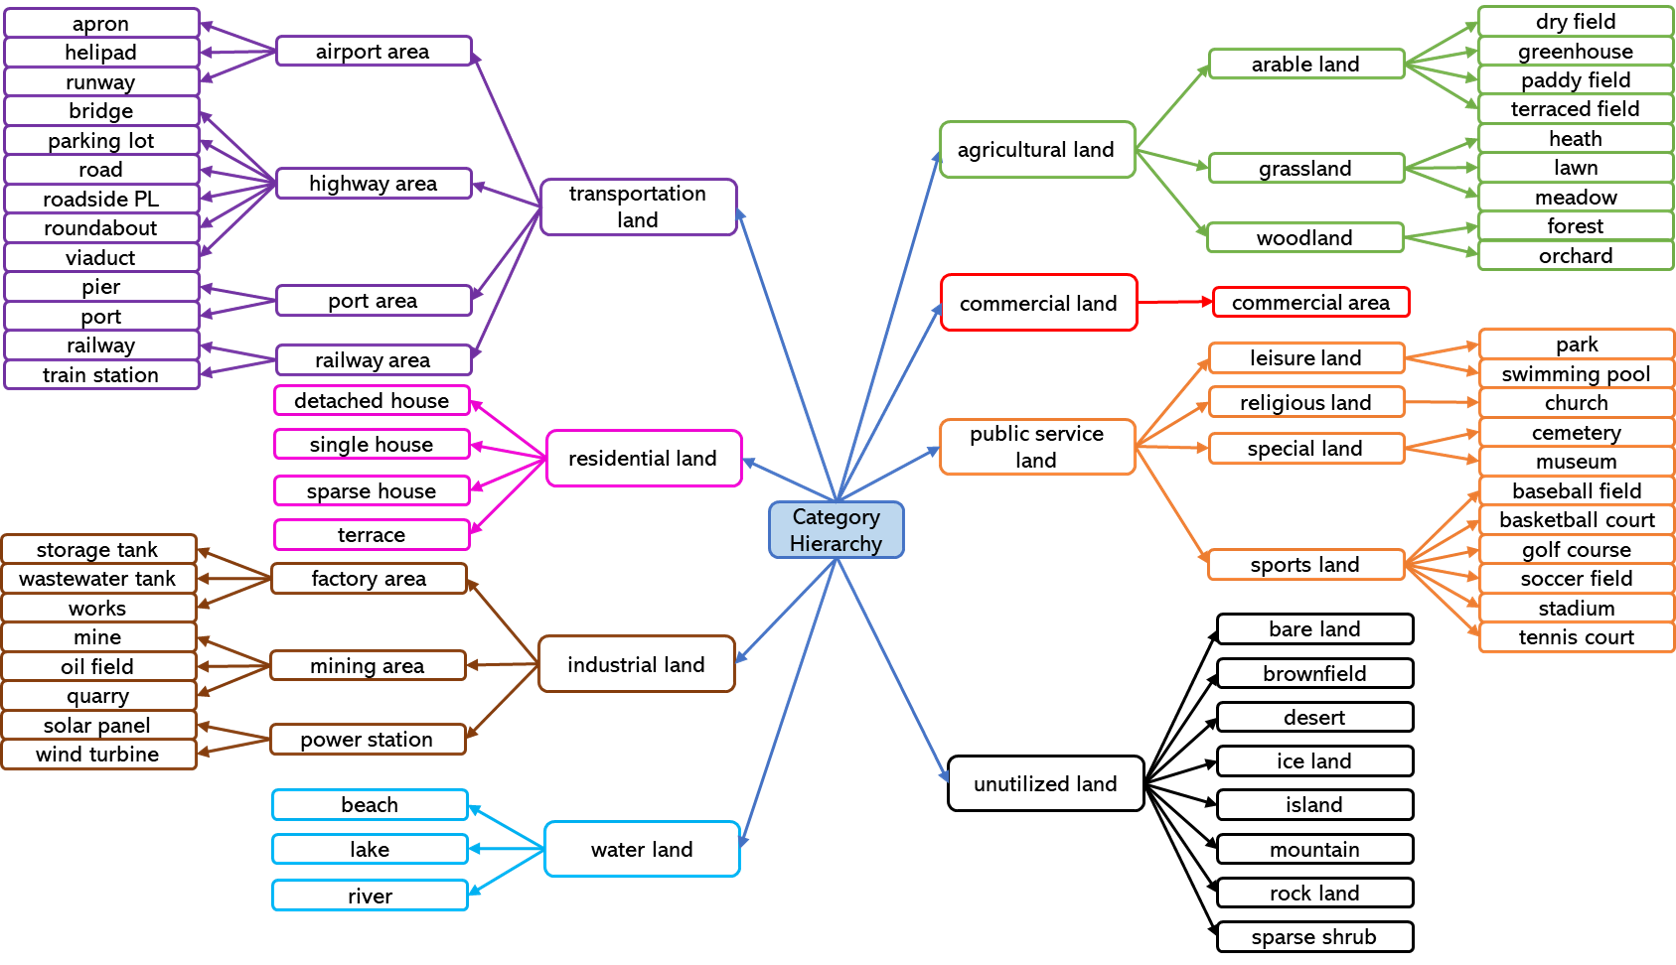 apron
helipad
runway
bridge
parking lot
road
roadside PL
roundabout
viaduct
pier
port
railway
train station
airport area
highway area
port area
railway area
transportation
land
detached house
single house
sparse house
terrace
residential land
storage tank
wastewater tank
works
mine
oil field
quarry
solar panel
wind turbine
factory area
mining area
power station
industrial land
beach
lake
river
water land
Category
Hierarchy
agricultural land
arable land
grassland
woodland
dry field
greenhouse
paddy field
terraced field
heath
lawn
meadow
forest
orchard
commercial land
commercial area
public service
land
leisure land
religious land
special land
sports land
park
swimming pool
church
cemetery
museum
baseball field
basketball court
golf course
soccer field
stadium
tennis court
unutilized land
bare land
brownfield
desert
ice land
island
mountain
rock land
sparse shrub